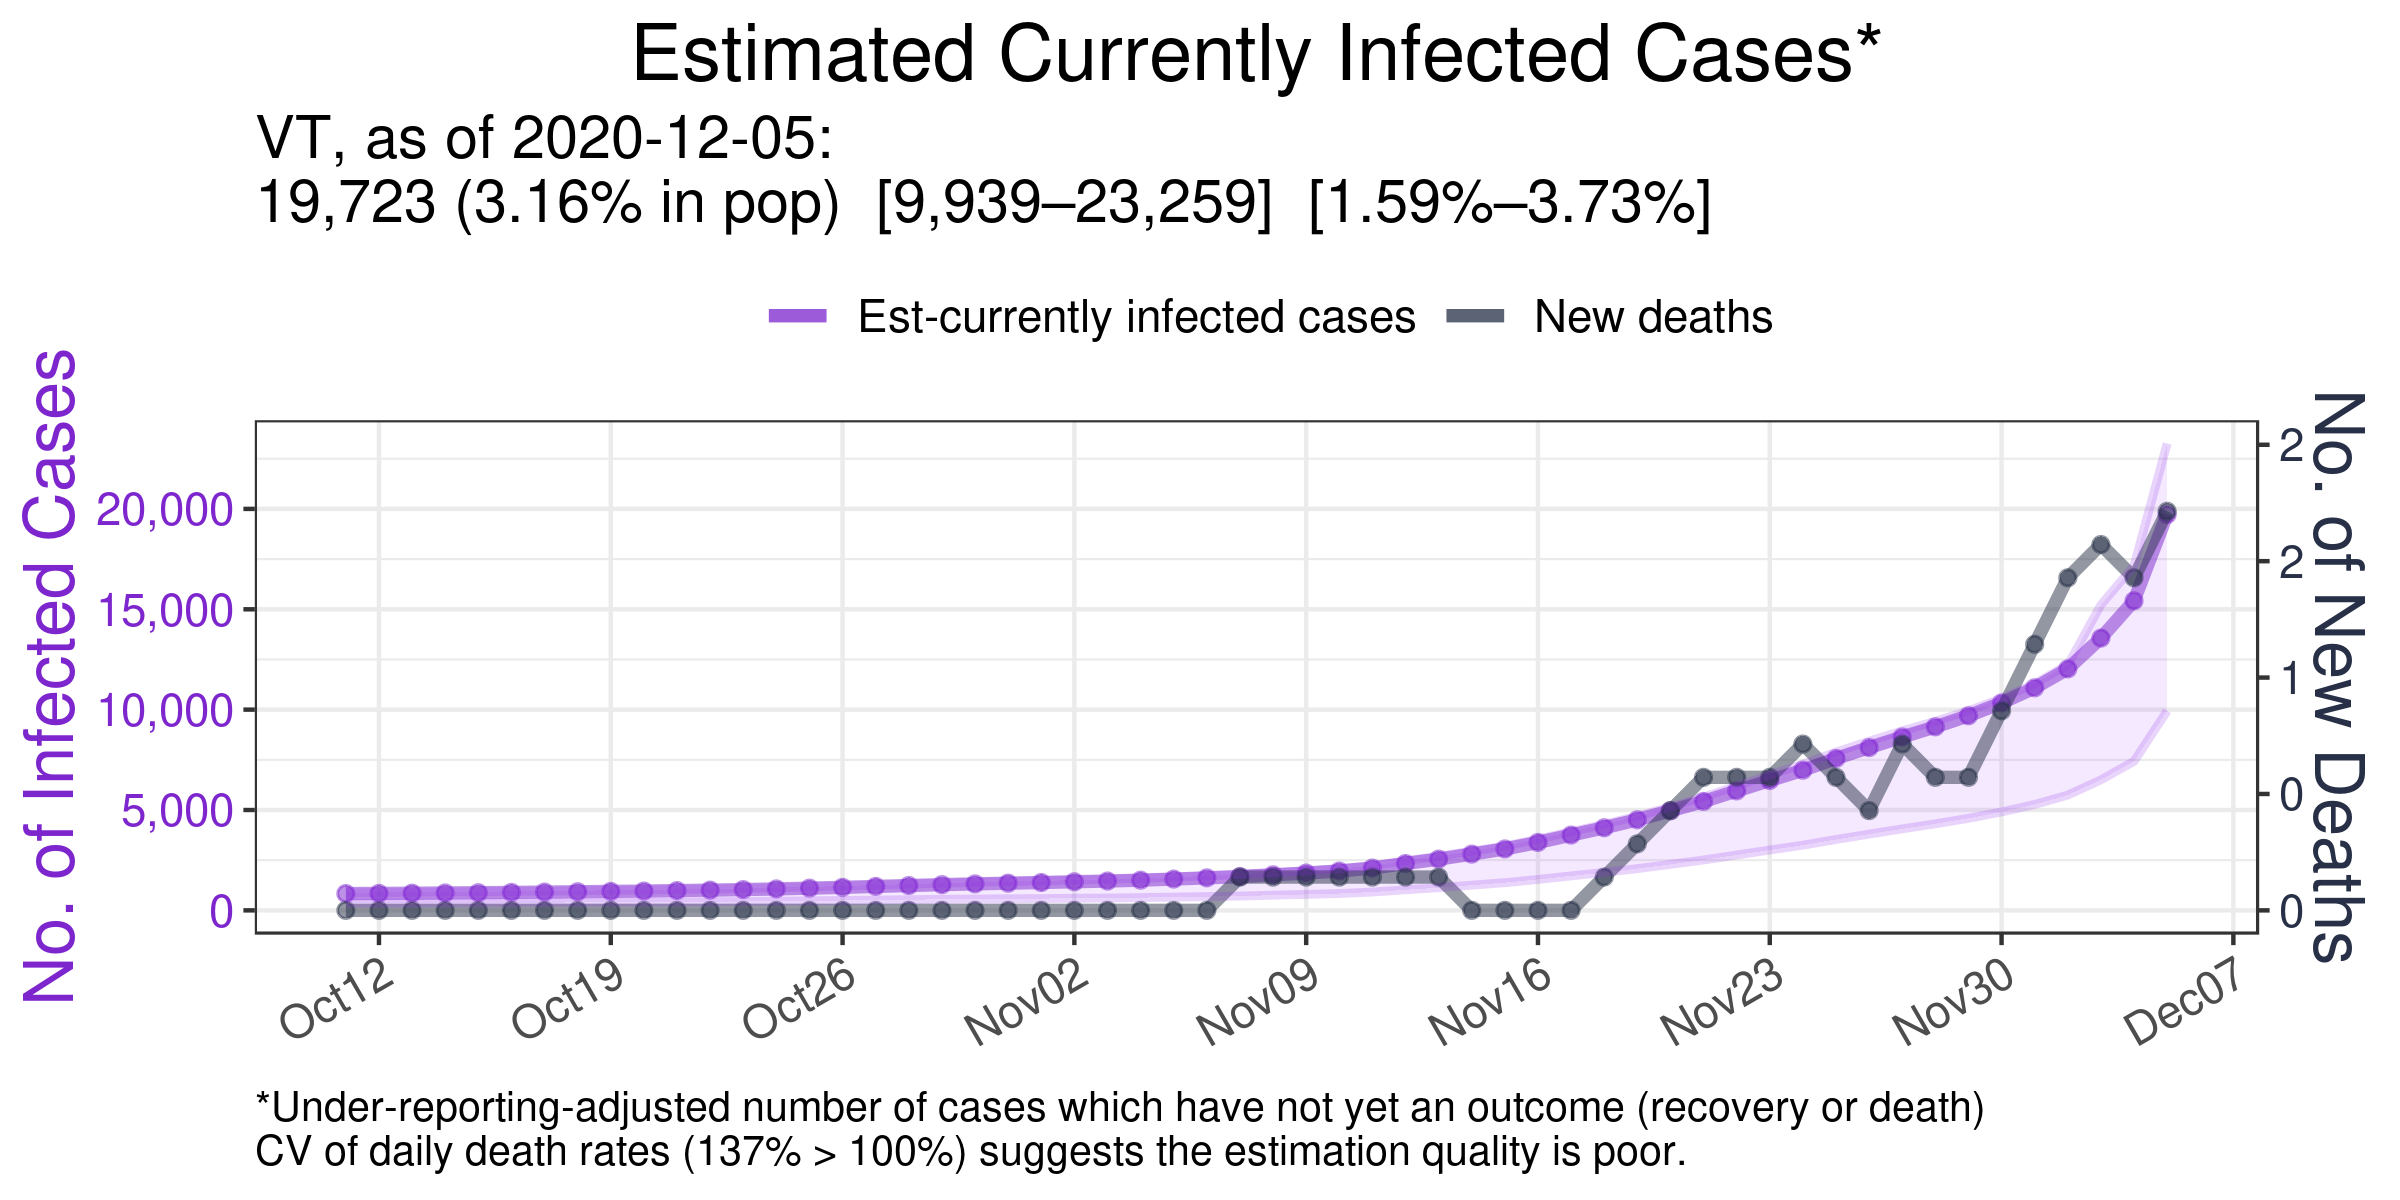 Estimated Currently Infected Cases*
VT, as of 2020-12-05:
19,723 (3.16% in pop) [9,939–23,259] [1.59%–3.73%]
Est-currently infected cases
New deaths
No. of Infected Cases
20,000
15,000
10,000
5,000
0
2
2
1
0
0
No. of New Deaths
Oct12
Oct19
Oct26
Nov02
Nov09
Nov16
Nov23
Nov30
Dec07
*Under-reporting-adjusted number of cases which have not yet an outcome (recovery or death)
CV of daily death rates (137% > 100%) suggests the estimation quality is poor.